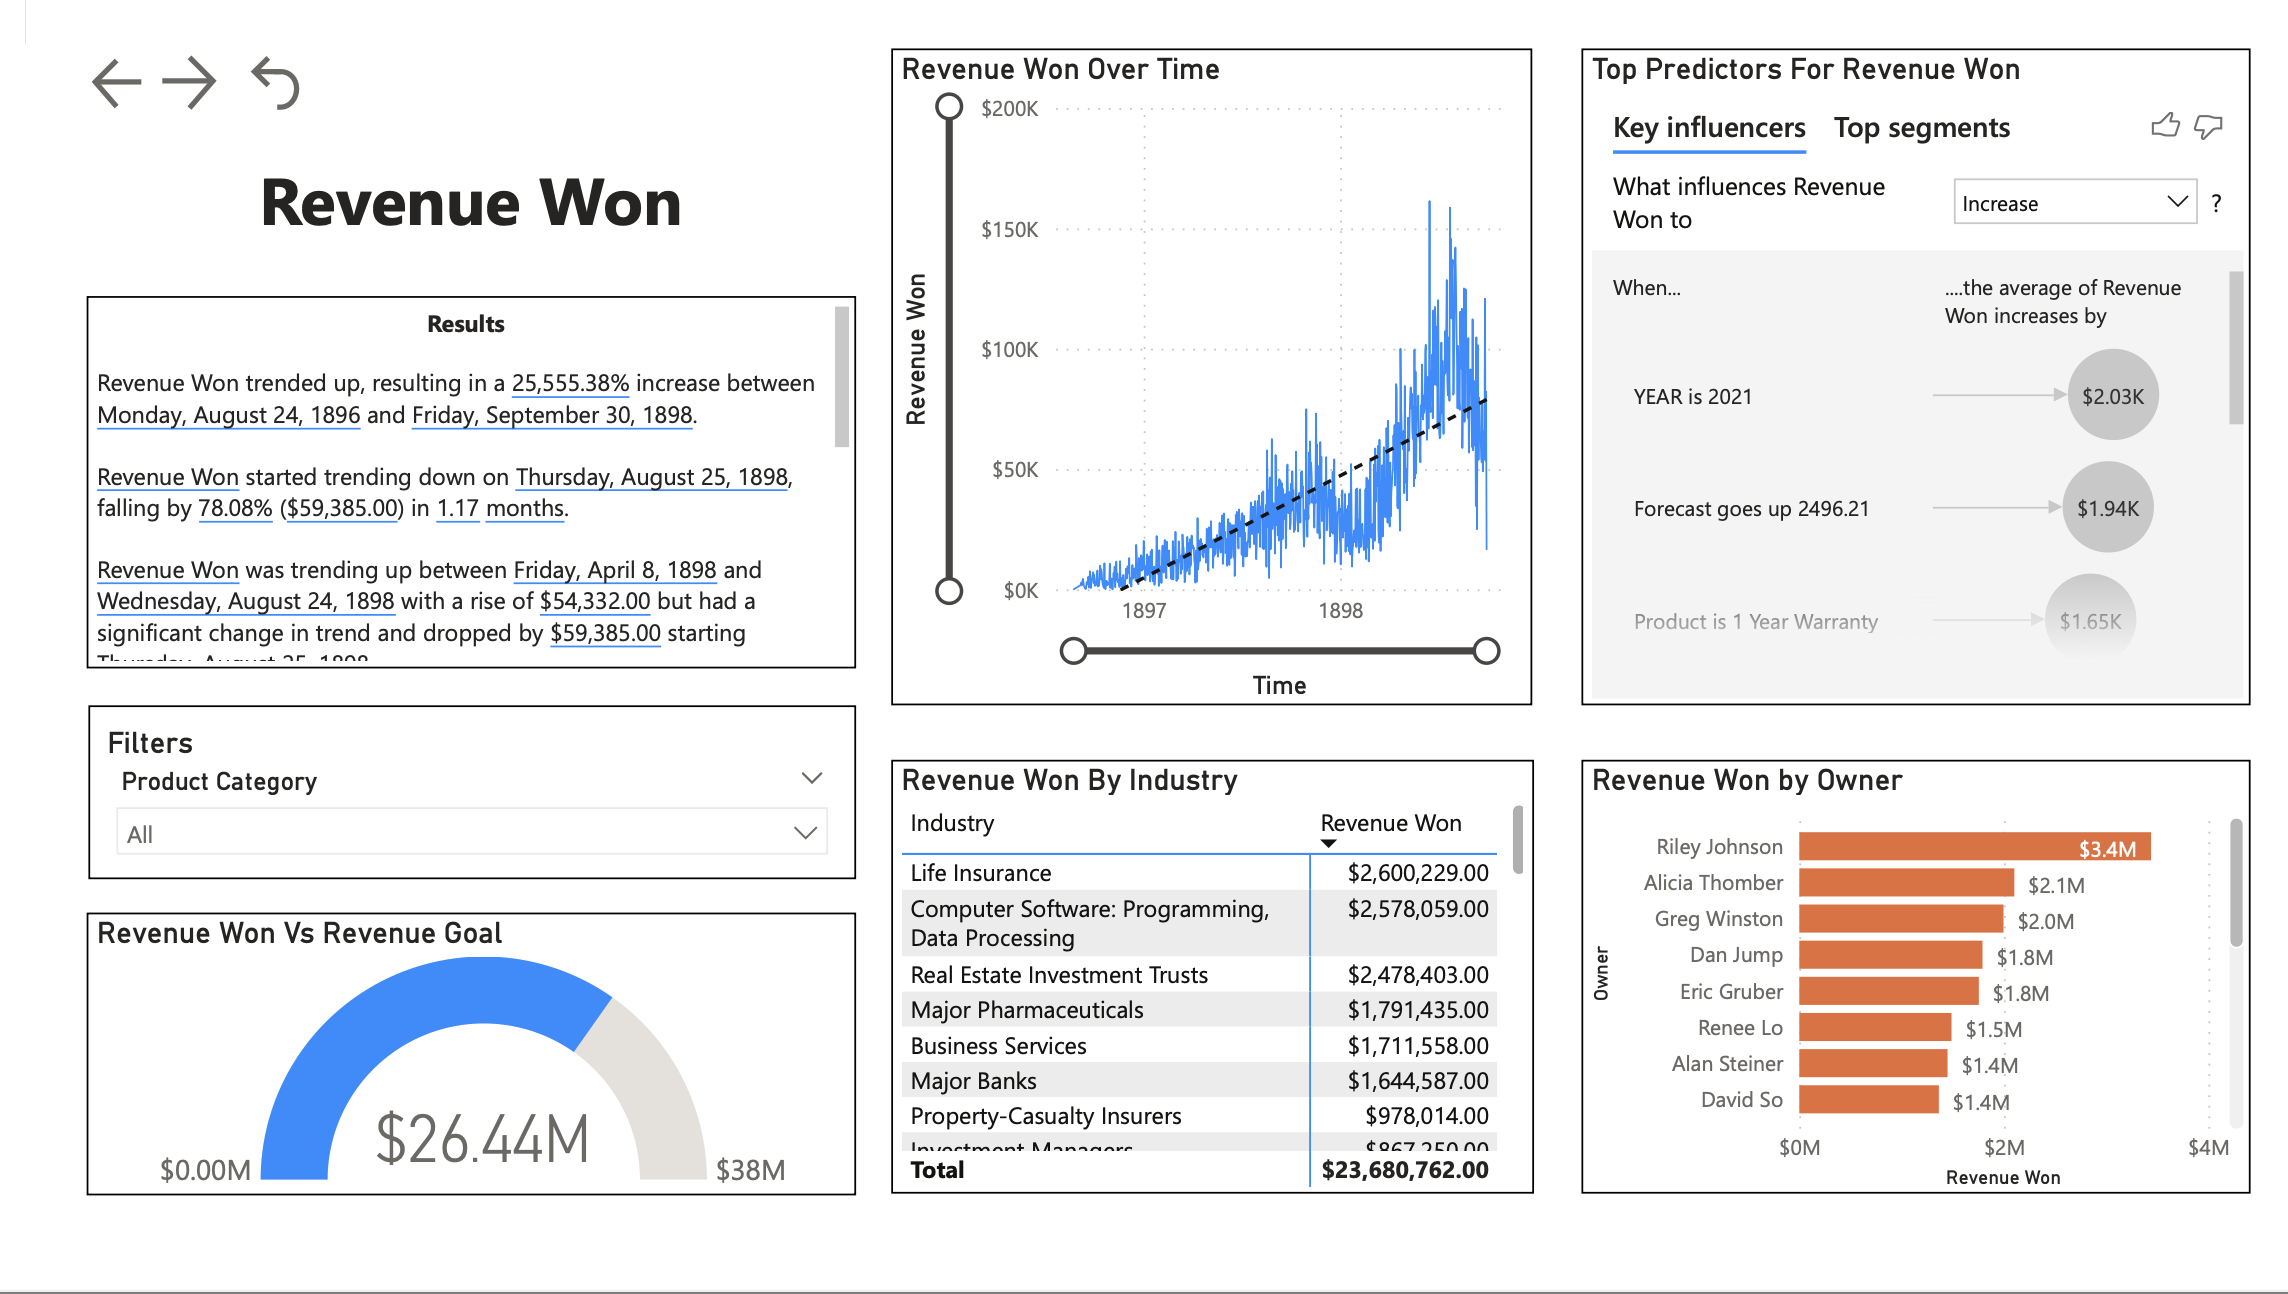 Revenue Won
Results
Revenue Won trended up, resulting in a 25,555.38% increase between
Monday, August 24, 1896 and Friday, September 30, 1898.
Revenue Won started trending down on Thursday, August 25, 1898,
falling by 78.08% ($59,385.00) in 1.17 months.
Revenue Won was trending up between Friday, April 8, 1898 and
Wednesday, August 24, 1898 with a rise of $54,332.00 but had a
significant change in trend and dropped by $59,385.00 starting
Thursday, August 25, 1898.
Filters
Product Category
All
Revenue Won Vs Revenue Goal
$26.44M
$0.00M
$38M
Revenue Won Over Time
Revenue Won
$200K
$150K
$100K
$50K
$0K
1897
1898
Time
Revenue Won By Industry
Industry Revenue Won
Life Insurance $2,600,229.00
Computer Software: Programming, $2,578,059.00
Data Processing
Real Estate Investment Trusts $2,478,403.00
Major Pharmaceuticals $1,791,435.00
Business Services $1,711,558.00
Major Banks $1,644,587.00
Property-Casualty Insurers $978,014.00
Investment Managers $867,250.00
Total $23,680,762.00
Top Predictors For Revenue Won
Key influencers Top segments
What influences Revenue
Won to
Increase
?
When...
....the average of Revenue
Won increases by
YEAR is 2021 $2.03K
Forecast goes up 2496.21 $1.94K
Product is 1 Year Warranty $1.65K
Revenue Won by Owner
Owner
Riley Johnson $3.4M
Alicia Thomber $2.1M
Greg Winston $2.0M
Dan Jump $1.8M
Eric Gruber $1.8M
Renee Lo $1.5M
Alan Steiner $1.4M
David So $1.4M
$0M $2M $4M
Revenue Won